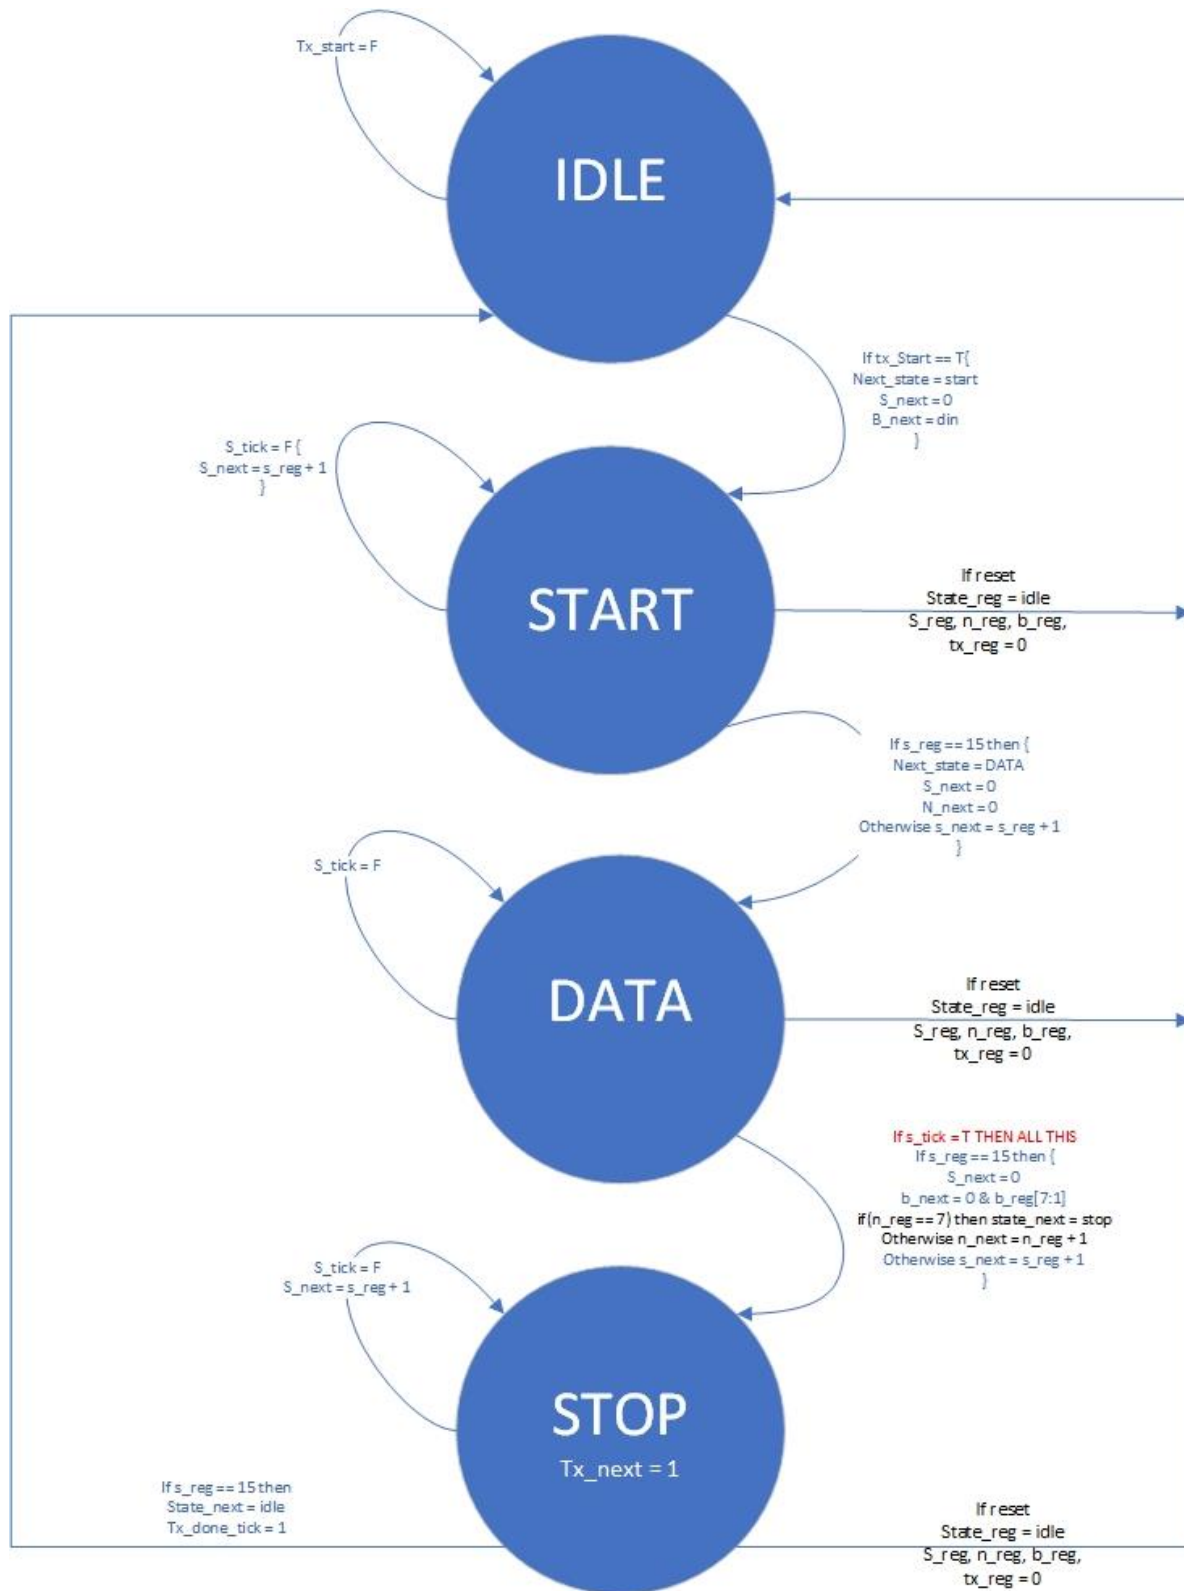 Tx_start = F
IDLE
If tx_Start == T{
Next_state = start
S_next = 0
B_next = din
}
S_tick = F {
S_next = s_reg + 1
}
START
If reset
State_reg = idle
S_reg, n_reg, b_reg,
tx_reg = 0
If s_reg == 15 then {
Next_state = DATA
S_next = 0
N_next = 0
Otherwise s_next = s_reg + 1
}
S_tick = F
DATA
If reset
State_reg = idle
S_reg, n_reg, b_reg,
tx_reg = 0
If s_tick = T THEN ALL THIS
If s_reg == 15 then {
S_next = 0
b_next = 0 & b_reg[7:1]
if(n_reg == 7) then state_next = stop
Otherwise n_next = n_reg + 1
Otherwise s_next = s_reg + 1
}
S_tick = F
S_next = s_reg + 1
STOP
Tx_next = 1
If s_reg == 15 then
State_next = idle
Tx_done_tick = 1
If reset
State_reg = idle
S_reg, n_reg, b_reg,
tx_reg = 0